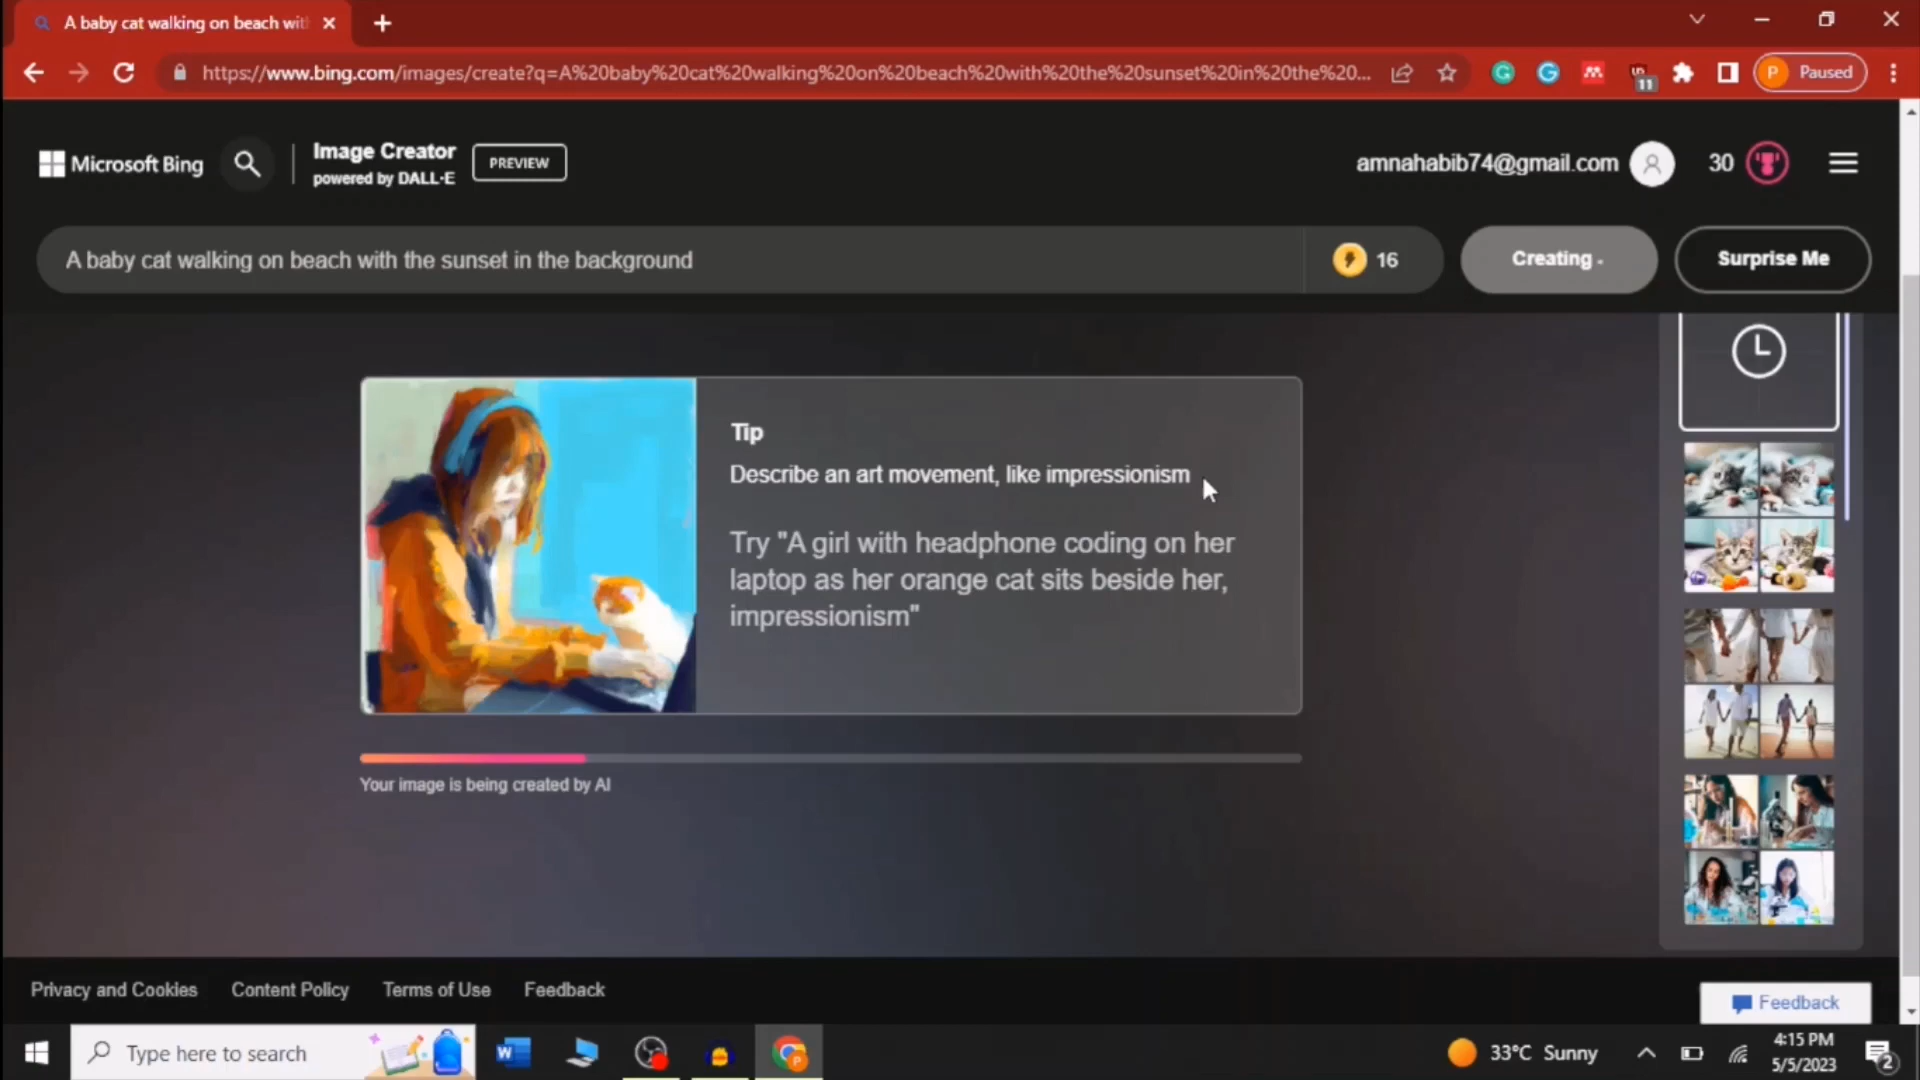 A baby cat walking on beach wit
https://www.bing.com/images/create?q=A%20baby%20cat%20walking%20on%20beach%20with%20the%20sunset%20in%20the%20...
11
P Paused
Microsoft Bing
Image Creator
powered by DALL·E
PREVIEW
amnahabib74@gmail.com
30
A baby cat walking on beach with the sunset in the background
16
Creating
Surprise Me
Tip
Describe an art movement, like impressionism
Try "A girl with headphone coding on her
laptop as her orange cat sits beside her,
impressionism"
Your image is being created by AI
Privacy and Cookies
Content Policy
Terms of Use
Feedback
Feedback
Type here to search
W
P
33°C Sunny
4:15 PM
5/5/2023
2